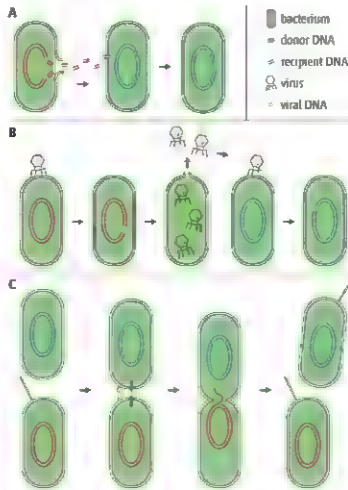 A
bacterium
donor DNA
recipient DNA
virus
viral DNA
B
C